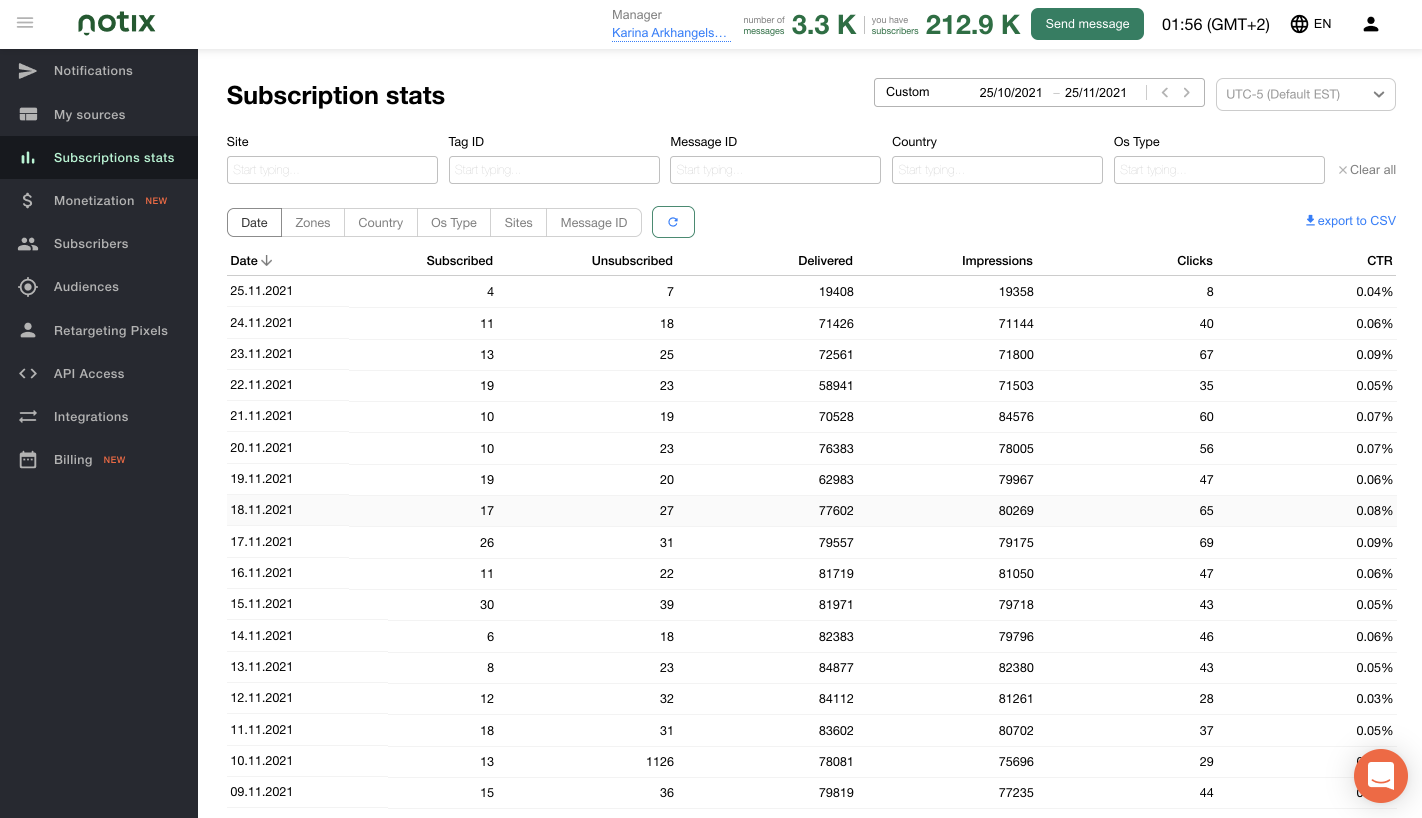 notix
Manager
Karina Arkhangels...
number of messages 3.3 K
you have subscribers 212.9 K
Send message
01:56 (GMT+2)
EN
Notifications
My sources
Subscriptions stats
Monetization NEW
Subscribers
Audiences
Retargeting Pixels
API Access
Integrations
Billing NEW
Subscription stats
Custom 25/10/2021 – 25/11/2021
UTC-5 (Default EST)
Site Tag ID Message ID Country Os Type
Start typing... Start typing... Start typing... Start typing... Start typing... Clear all
Date Zones Country Os Type Sites Message ID
export to CSV
Date Subscribed Unsubscribed Delivered Impressions Clicks CTR
25.11.2021 4 7 19408 19358 8 0.04%
24.11.2021 11 18 71426 71144 40 0.06%
23.11.2021 13 25 72561 71800 67 0.09%
22.11.2021 19 23 58941 71503 35 0.05%
21.11.2021 10 19 70528 84576 60 0.07%
20.11.2021 10 23 76383 78005 56 0.07%
19.11.2021 19 20 62983 79967 47 0.06%
18.11.2021 17 27 77602 80269 65 0.08%
17.11.2021 26 31 79557 79175 69 0.09%
16.11.2021 11 22 81719 81050 47 0.06%
15.11.2021 30 39 81971 79718 43 0.05%
14.11.2021 6 18 82383 79796 46 0.06%
13.11.2021 8 23 84877 82380 43 0.05%
12.11.2021 12 32 84112 81261 28 0.03%
11.11.2021 18 31 83602 80702 37 0.05%
10.11.2021 13 1126 78081 75696 29
09.11.2021 15 36 79819 77235 44